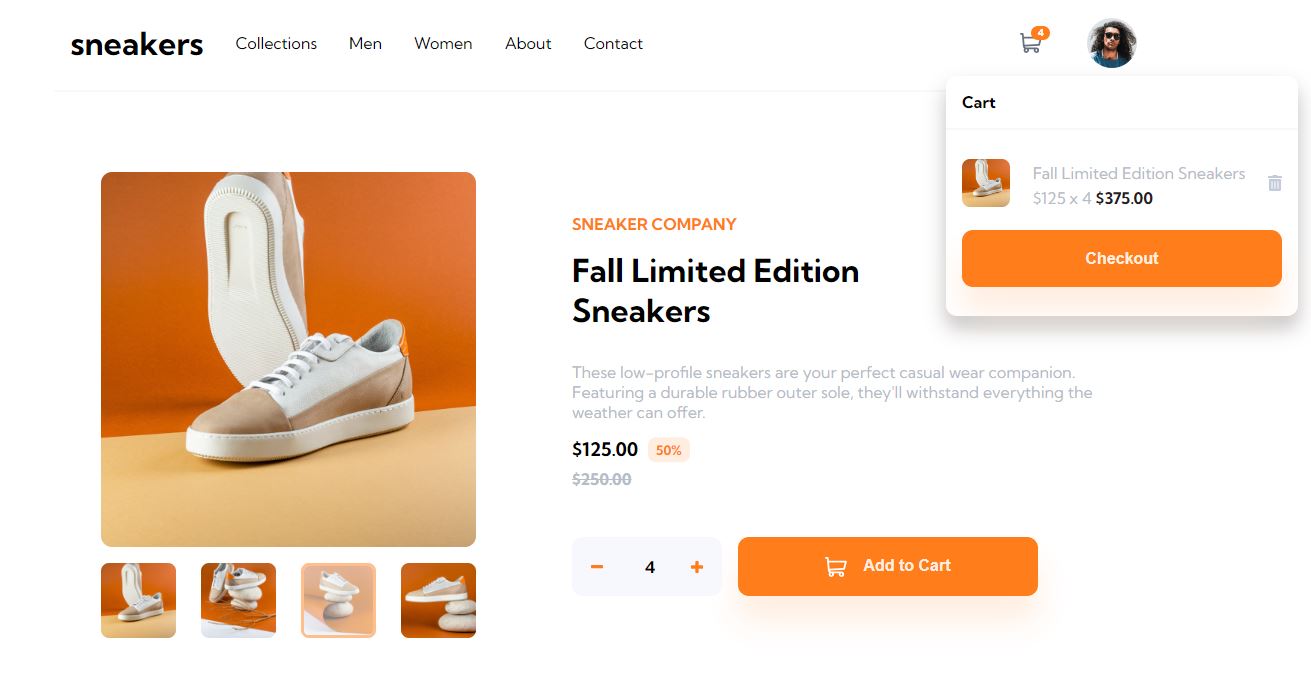 sneakers Collections Men Women About Contact 4
Cart
Fall Limited Edition Sneakers
$125 x 4 $375.00
Checkout
SNEAKER COMPANY
Fall Limited Edition
Sneakers
These low-profile sneakers are your perfect casual wear companion.
Featuring a durable rubber outer sole, they'll withstand everything the
weather can offer.
$125.00 50%
$250.00
4 Add to Cart